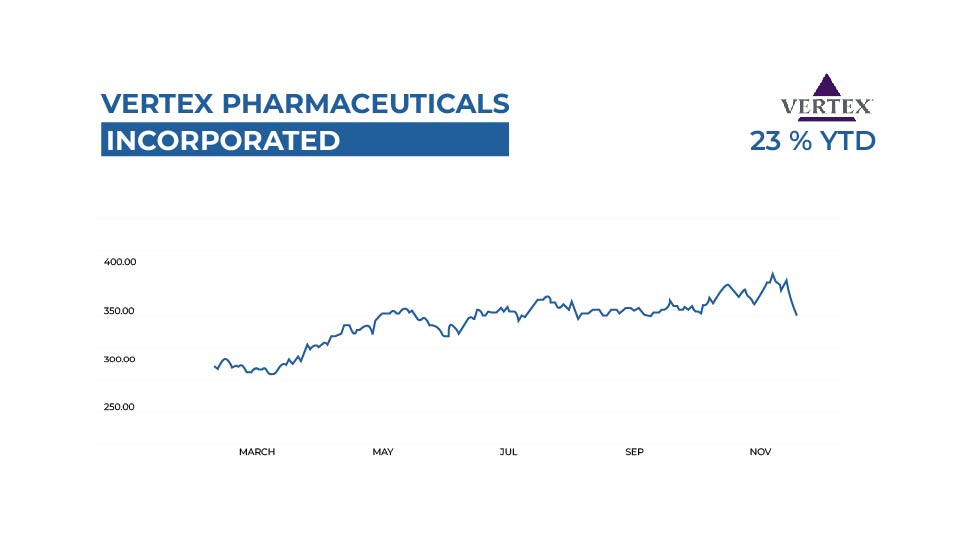 VERTEX PHARMACEUTICALS
INCORPORATED
VERTEX
23 % YTD
400.00
350.00
300.00
250.00
MARCH MAY JUL SEP NOV